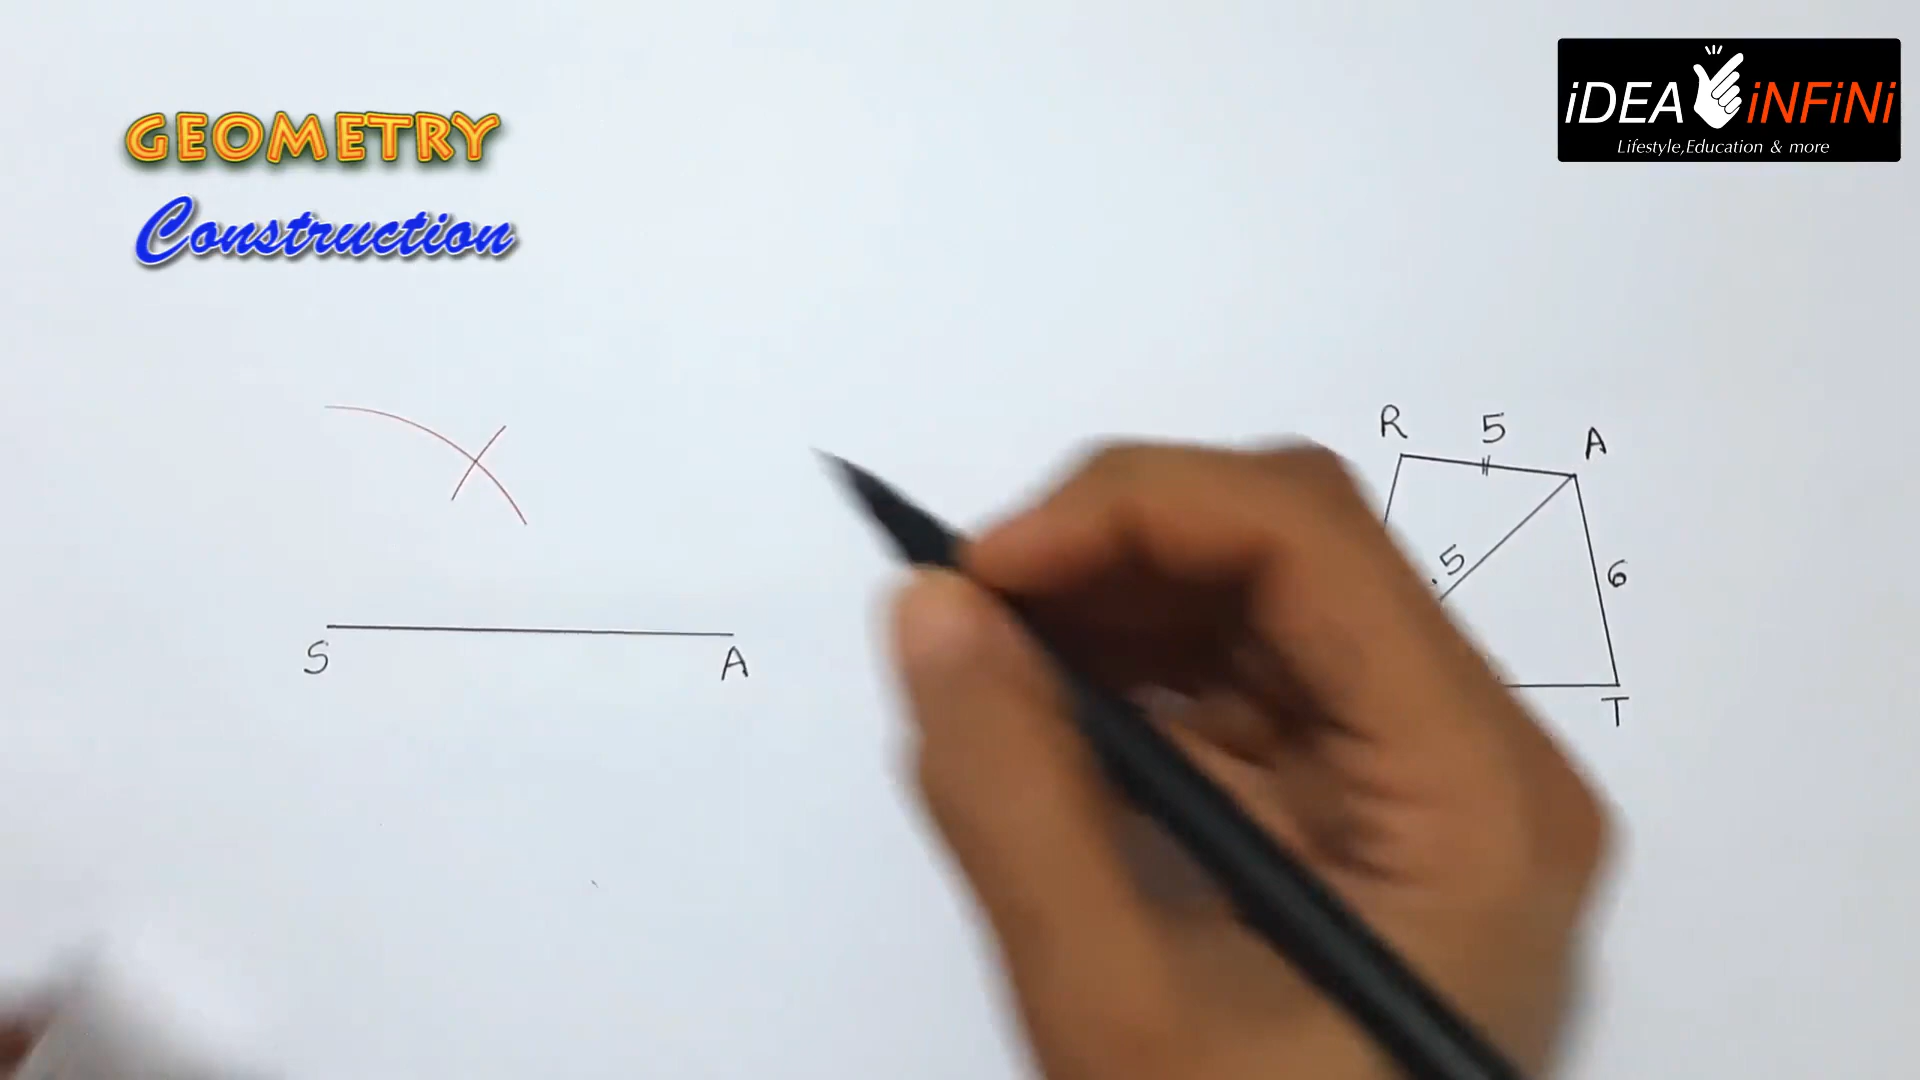 GEOMETRY
Construction
iDEA iNFiNi
Lifestyle,Education & more
R 5 A
.5
6
S A
T